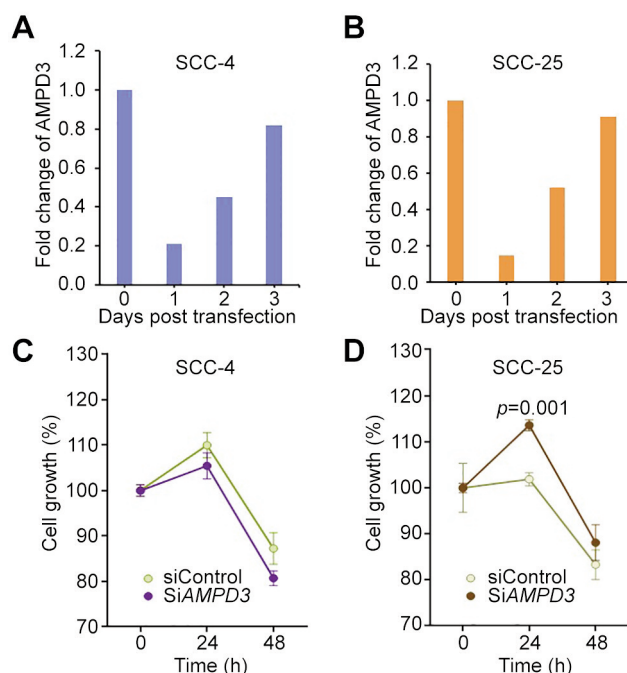 A
SCC-4
Fold change of AMPD3
1.2
1.0
0.8
0.6
0.4
0.2
0.0
0 1 2 3
Days post transfection
B
SCC-25
Fold change of AMPD3
1.2
1.0
0.8
0.6
0.4
0.2
0.0
0 1 2 3
Days post transfection
C
SCC-4
Cell growth (%)
130
110
100
90
80
70
siControl
SiAMPD3
0 24 48
Time (h)
D
SCC-25
p=0.001
Cell growth (%)
130
110
100
90
80
70
siControl
SiAMPD3
0 24 48
Time (h)